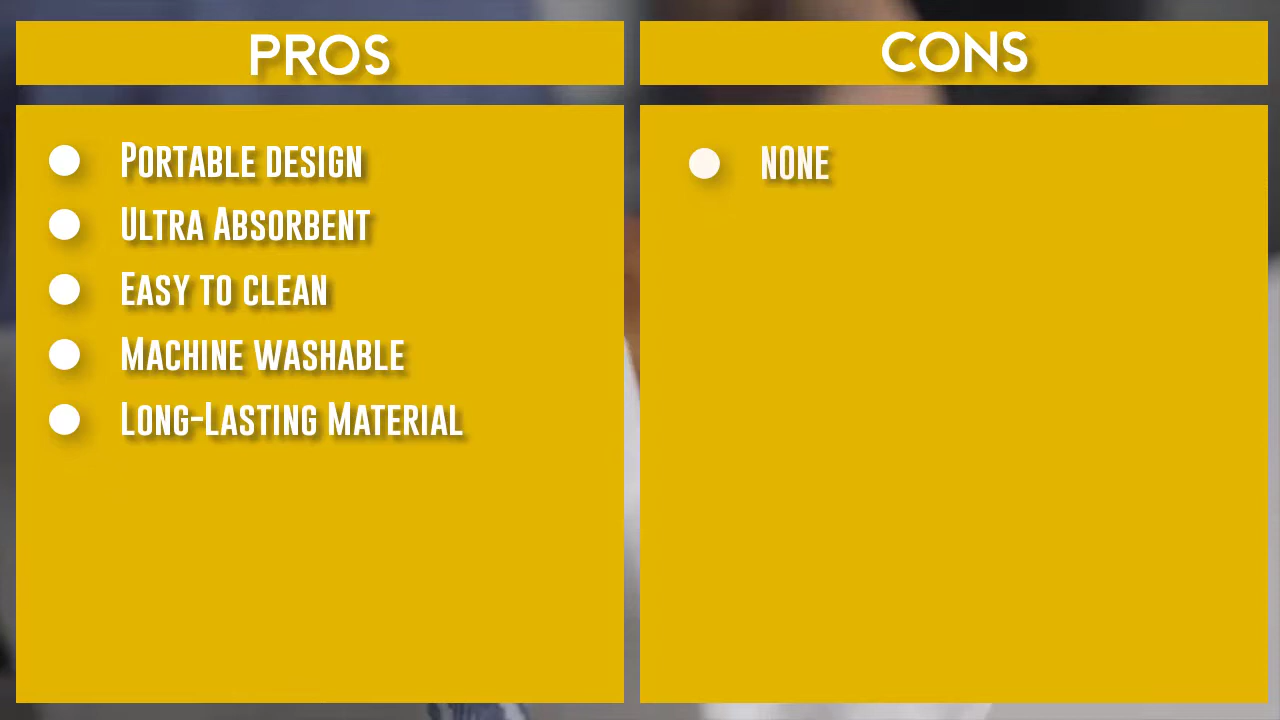 PROS
Portable design
Ultra Absorbent
Easy to clean
Machine washable
Long-Lasting Material
CONS
NONE